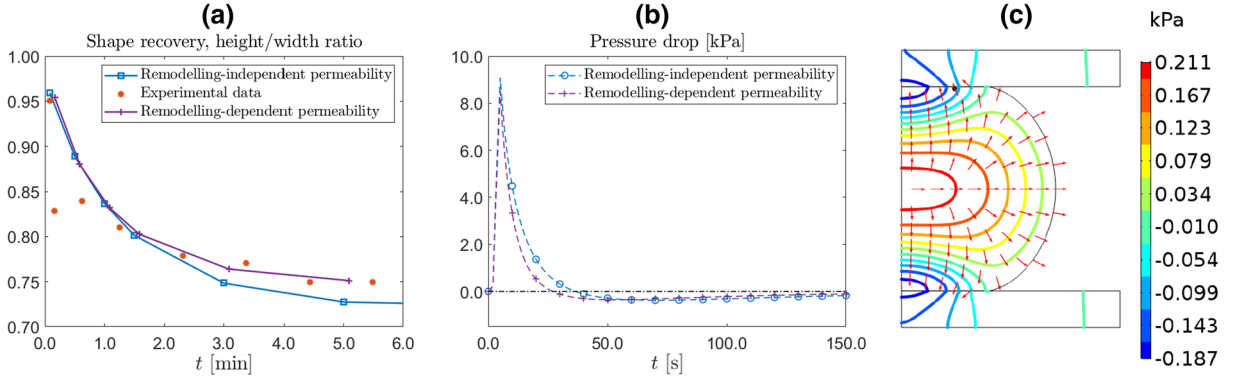 (a)
Shape recovery, height/width ratio
1.00
0.95
0.90
0.85
0.80
0.75
0.70
Remodelling-independent permeability
Experimental data
Remodelling-dependent permeability
0.0 1.0 2.0 3.0 4.0 5.0 6.0
t [min]
(b)
Pressure drop [kPa]
10.0
8.0
6.0
4.0
2.0
0.0
Remodelling-independent permeability
Remodelling-dependent permeability
0.0 50.0 100.0 150.0
t [s]
(c)
kPa
0.211
0.167
0.123
0.079
0.034
-0.010
-0.054
-0.099
-0.143
-0.187